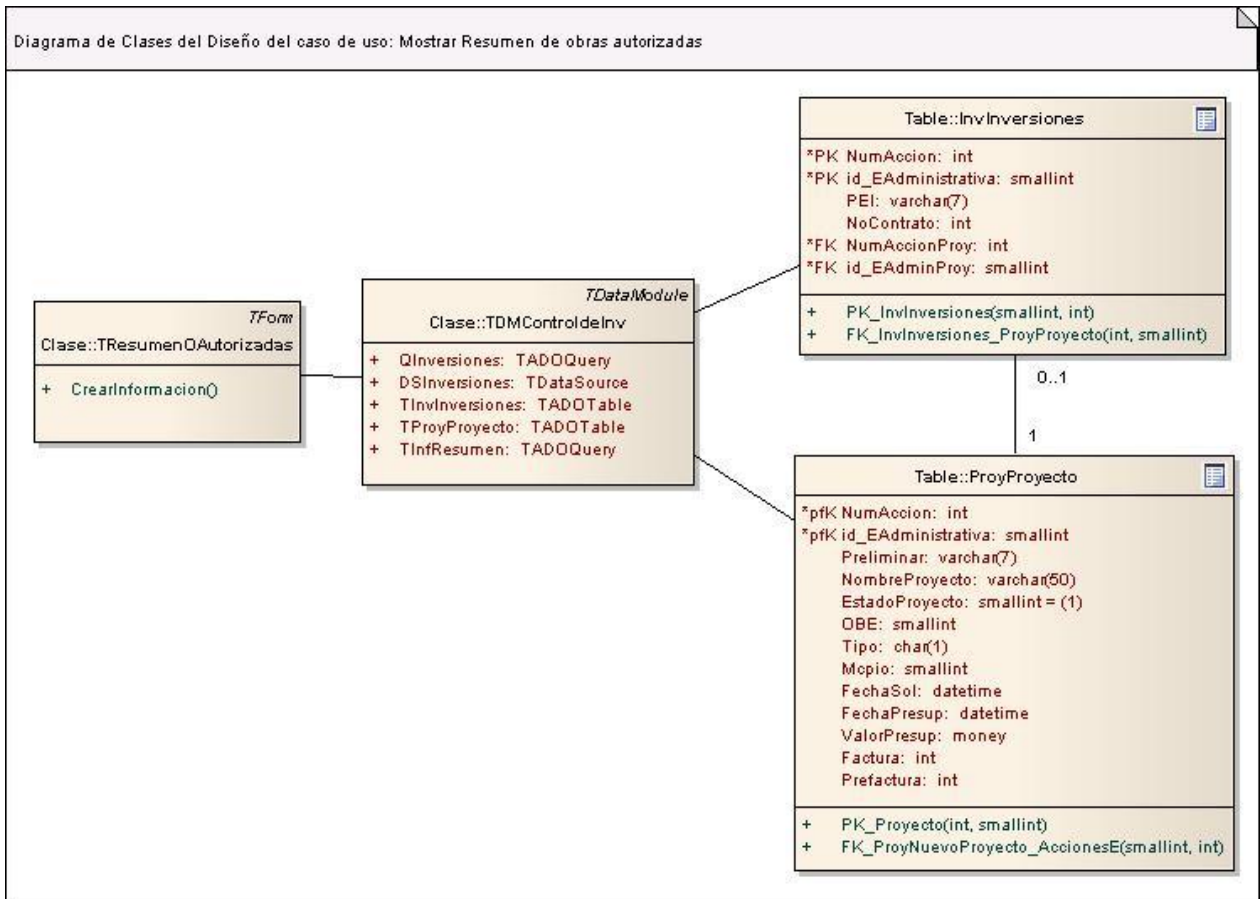 Diagrama de Clases del Diseño del caso de uso: Mostrar Resumen de obras autorizadas
TForm
Clase::TResumenOAutorizadas
+ CrearInformacion()
TDataModule
Clase::TDMControldeInv
+ QInversiones: TADOQuery
+ DSInversiones: TDataSource
+ TInvInversiones: TADOTable
+ TProyProyecto: TADOTable
+ TInfResumen: TADOQuery
Table::InvInversiones
*PK NumAccion: int
*PK id_EAdministrativa: smallint
PEI: varchar(7)
NoContrato: int
*FK NumAccionProy: int
*FK id_EAdminProy: smallint
+ PK_InvInversiones(smallint, int)
+ FK_InvInversiones_ProyProyecto(int, smallint)
0..1
1
Table::ProyProyecto
*pfK NumAccion: int
*pfK id_EAdministrativa: smallint
Preliminar: varchar(7)
NombreProyecto: varchar(50)
EstadoProyecto: smallint = (1)
OBE: smallint
Tipo: char(1)
Mcpio: smallint
FechaSol: datetime
FechaPresup: datetime
ValorPresup: money
Factura: int
Prefactura: int
+ PK_Proyecto(int, smallint)
+ FK_ProyNuevoProyecto_AccionesE(smallint, int)